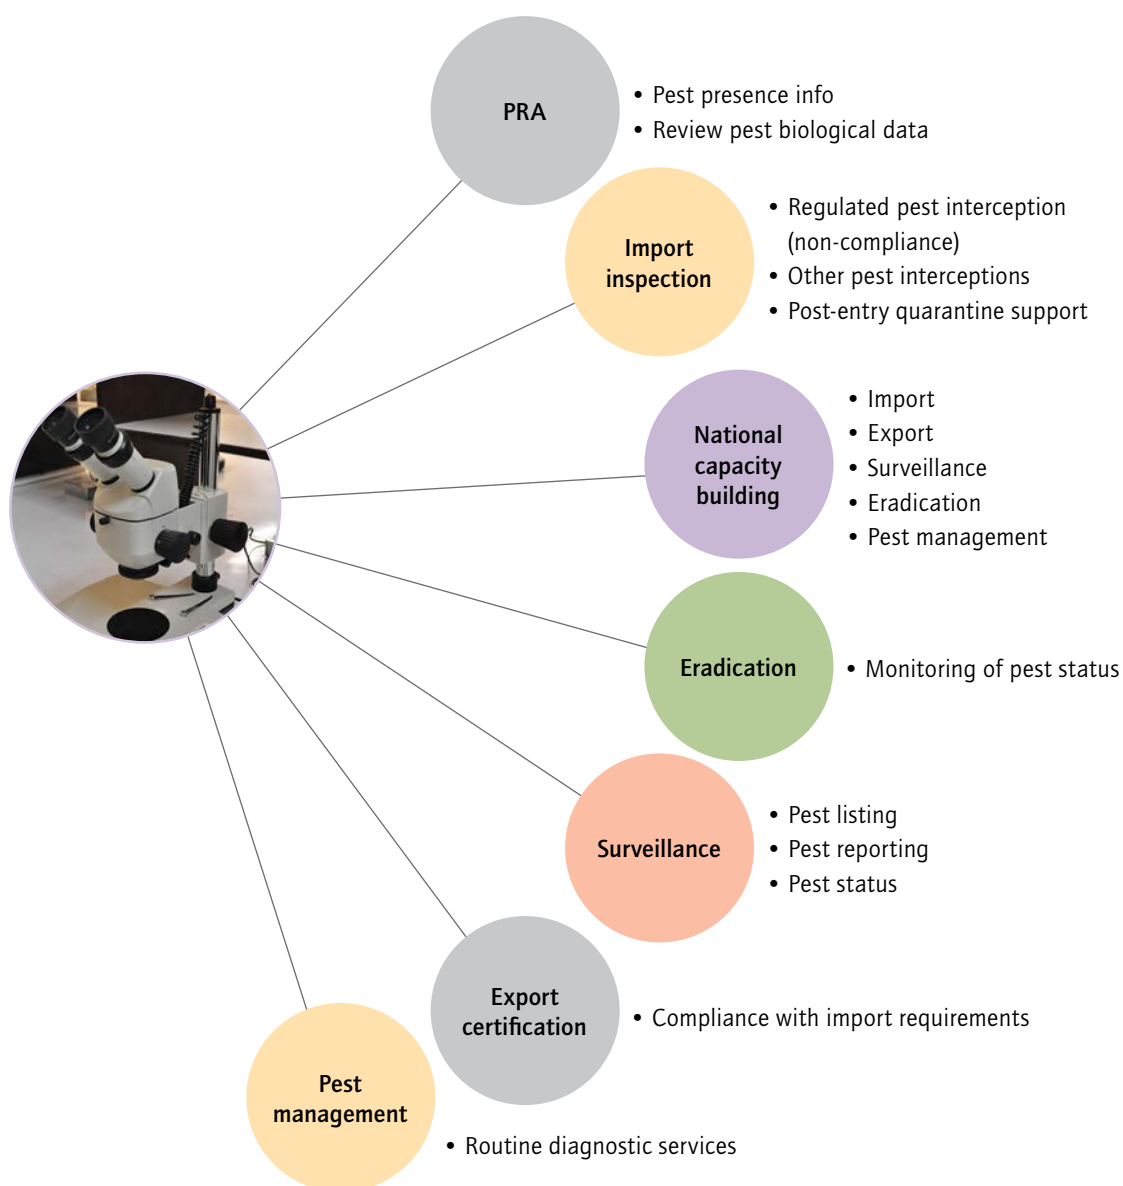 PRA
• Pest presence info
• Review pest biological data
Import
inspection
• Regulated pest interception
(non-compliance)
• Other pest interceptions
• Post-entry quarantine support
National
capacity
building
• Import
• Export
• Surveillance
• Eradication
• Pest management
Eradication
• Monitoring of pest status
Surveillance
• Pest listing
• Pest reporting
• Pest status
Export
certification
• Compliance with import requirements
Pest
management
• Routine diagnostic services